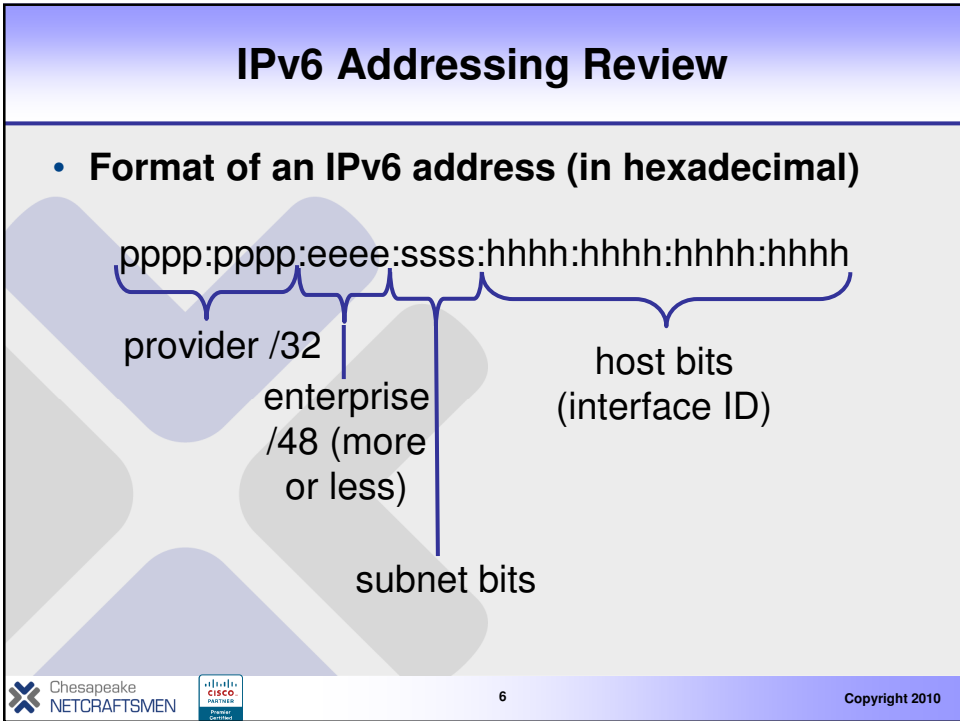 IPv6 Addressing Review
• Format of an IPv6 address (in hexadecimal)
pppp:pppp:eeee:ssss:hhhh:hhhh:hhhh:hhhh
provider /32
enterprise
/48 (more
or less)
host bits
(interface ID)
subnet bits
Chesapeake
NETCRAFTSMEN
CISCO
PARTNER
Premier
Certified
6
Copyright 2010